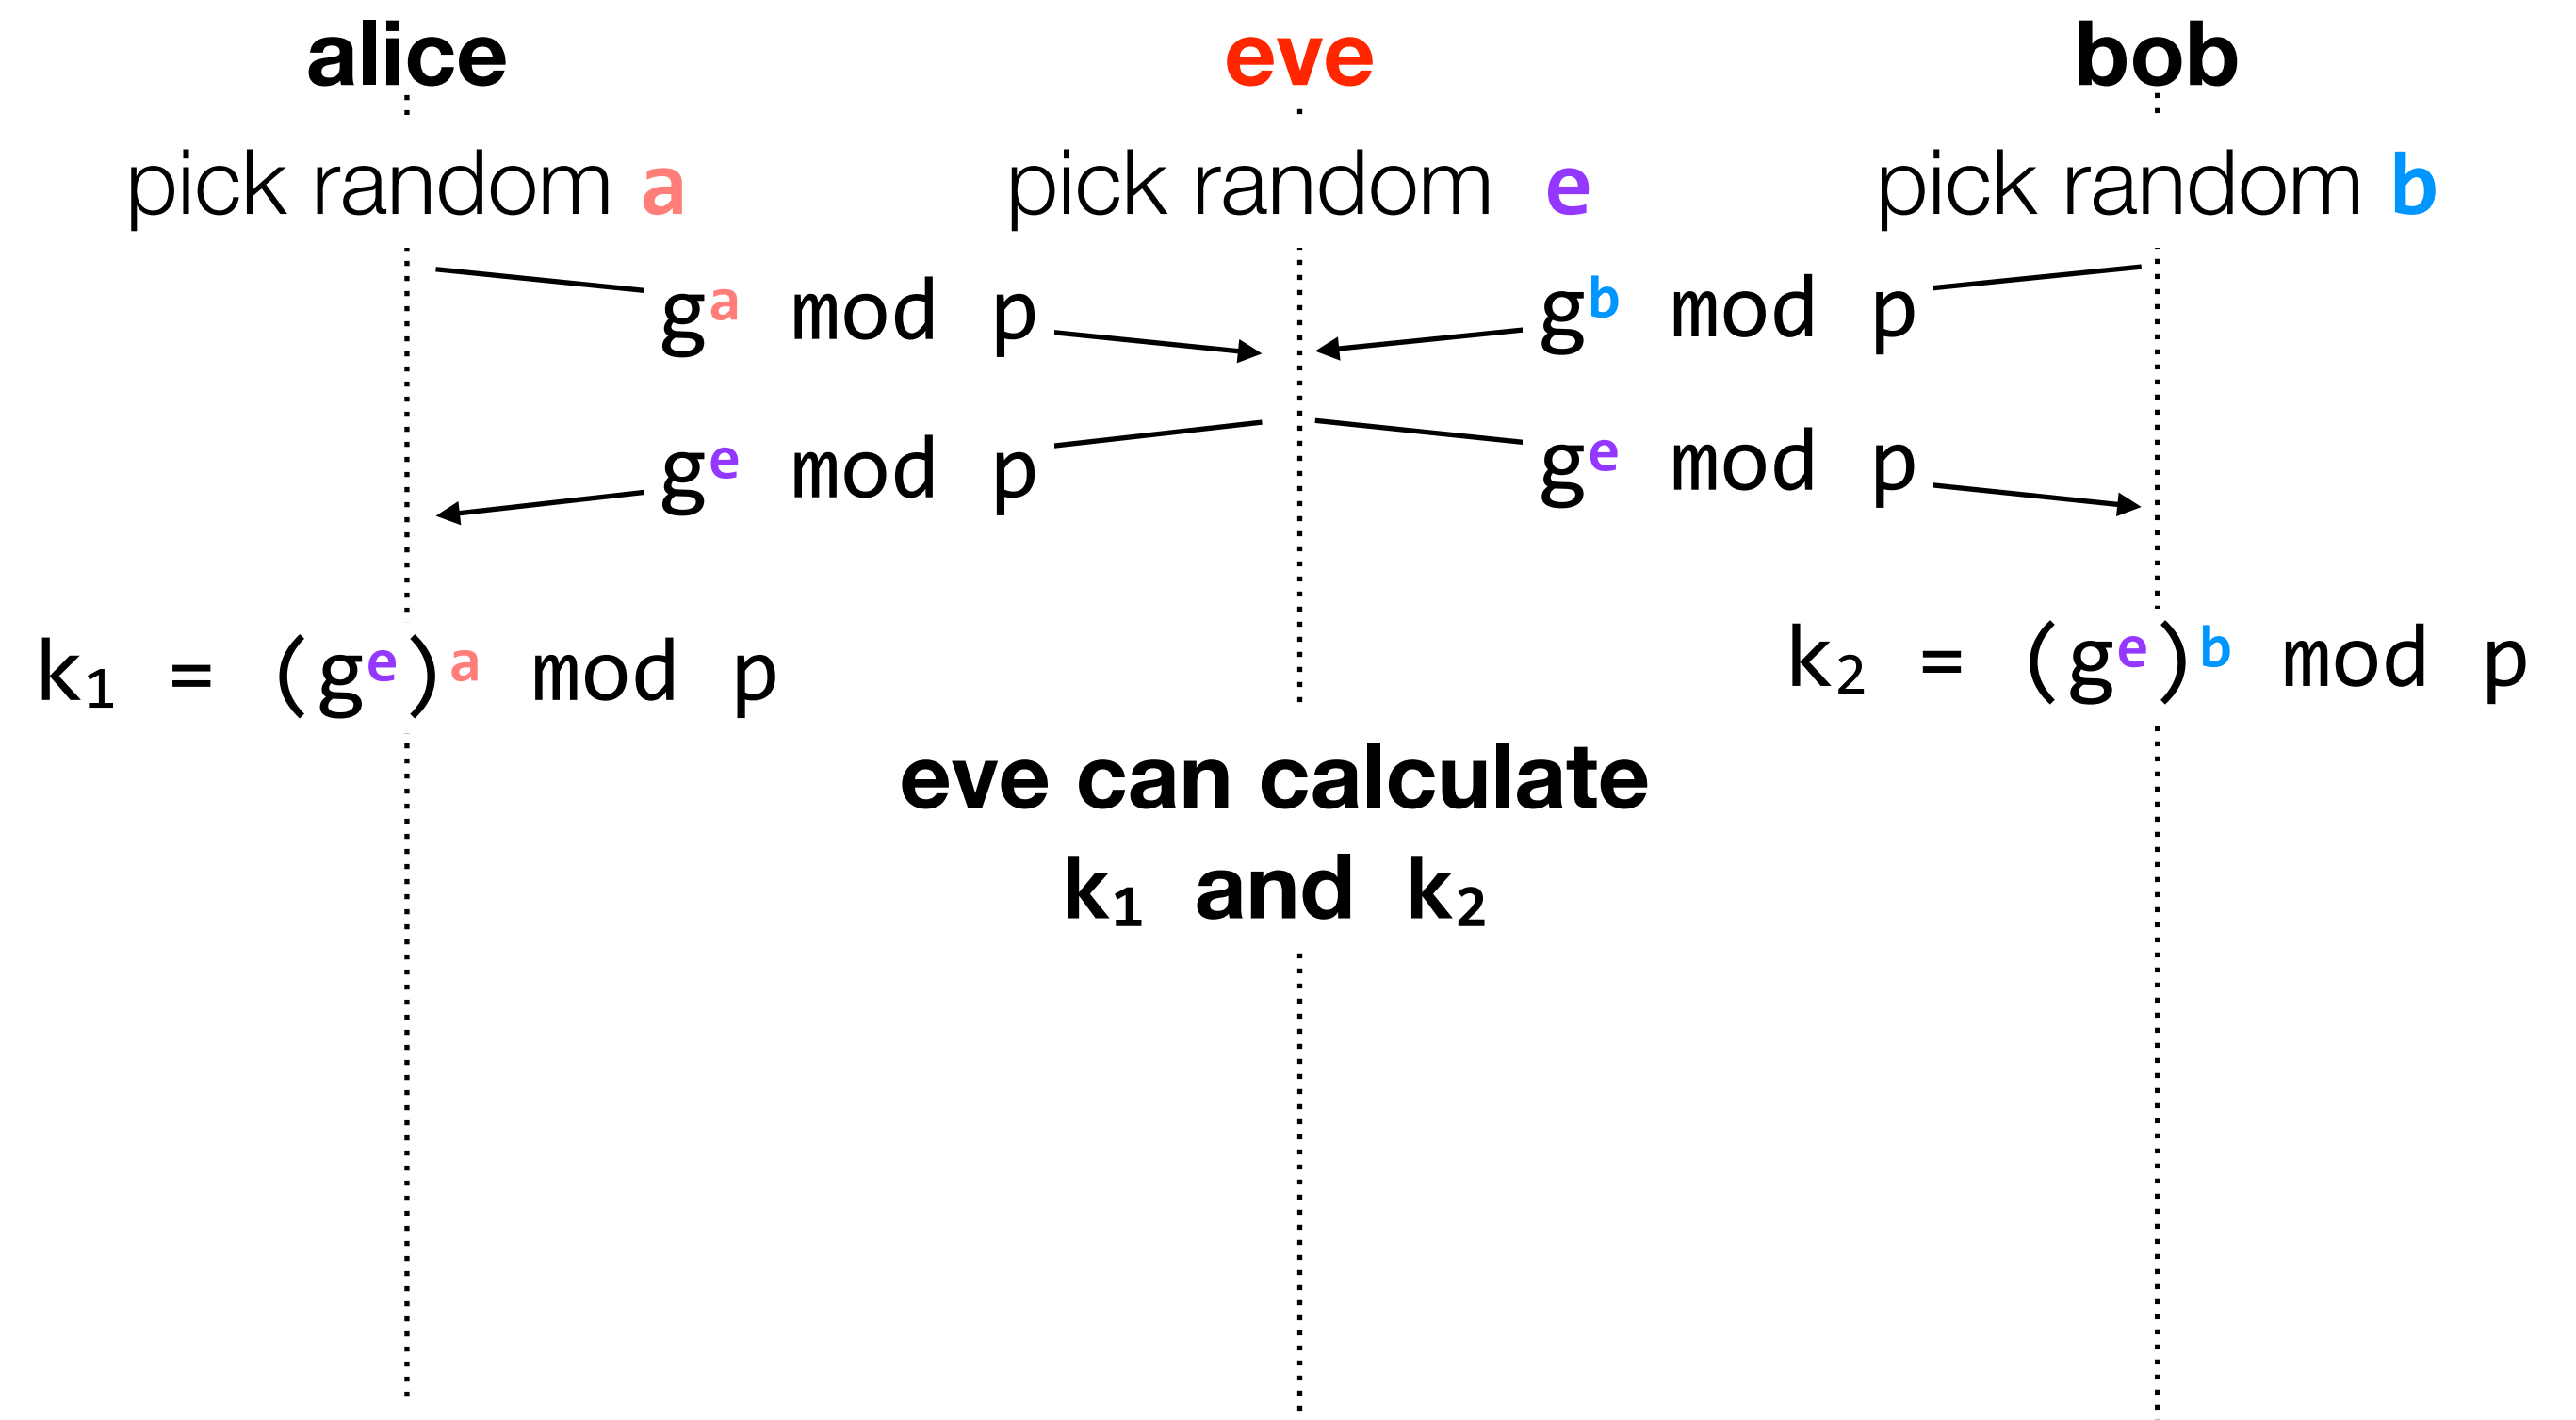 alice eve bob
pick random a pick random e pick random b
gᵃ mod p gᵇ mod p
gᵉ mod p gᵉ mod p
k₁ = (gᵉ)ᵃ mod p k₂ = (gᵉ)ᵇ mod p
eve can calculate
k₁ and k₂